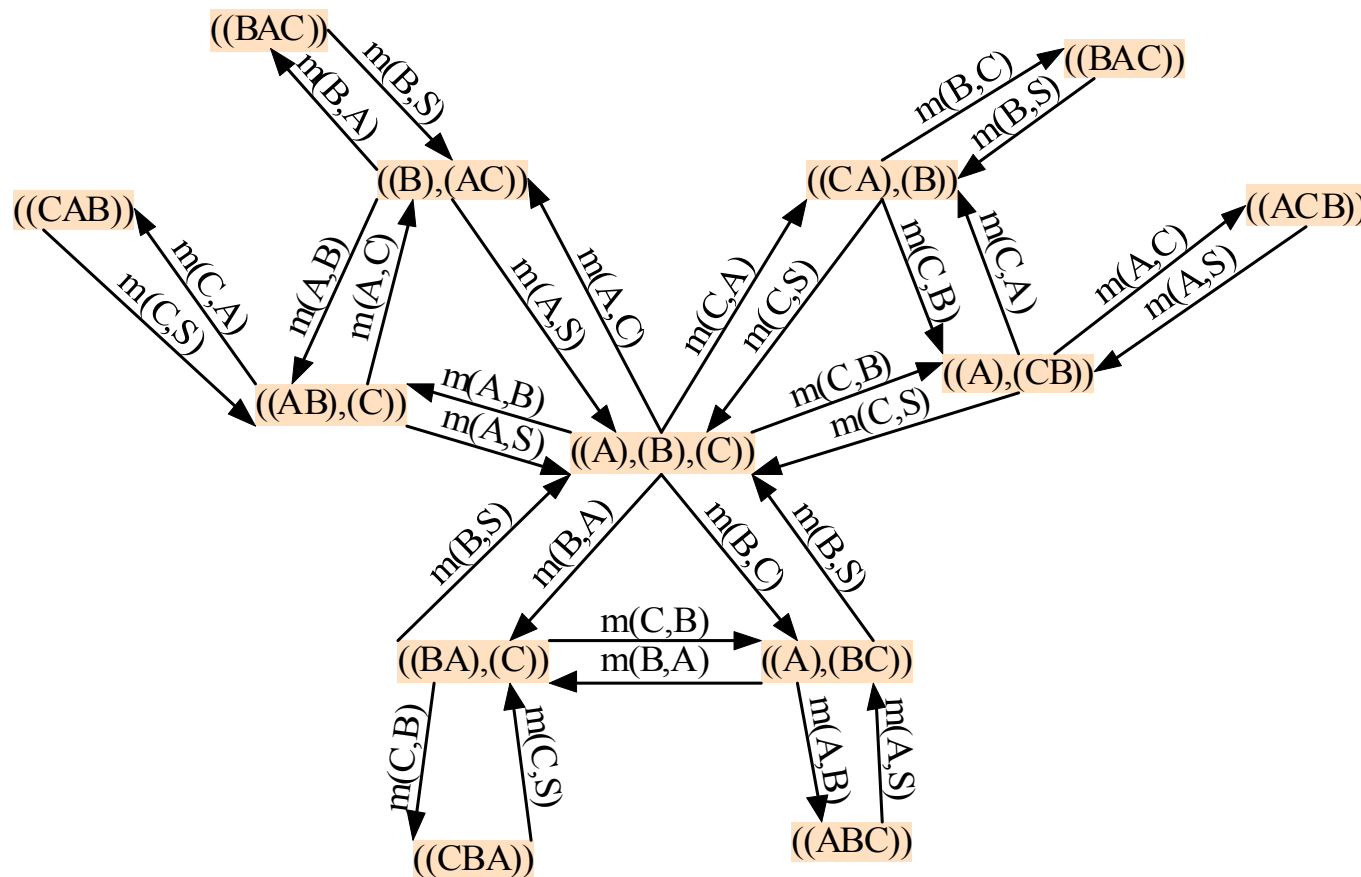 ((BAC))
m(B,S)
m(B,A)
((B),(AC))
((CAB))
m(C,A)
m(C,S)
m(A,B)
m(A,C)
m(A,S)
m(A,C)
((AB),(C))
m(A,B)
m(A,S)
((BAC))
m(B,C)
m(B,S)
((CA),(B))
((ACB))
m(A,C)
m(A,S)
m(C,A)
m(C,B)
m(C,A)
m(C,S)
((A),(CB))
m(C,B)
m(C,S)
((A),(B),(C))
m(B,S)
m(B,A)
m(B,C)
m(B,S)
((BA),(C))
m(C,B)
m(B,A)
((A),(BC))
m(C,B)
m(C,S)
m(A,B)
m(A,S)
((CBA))
((ABC))